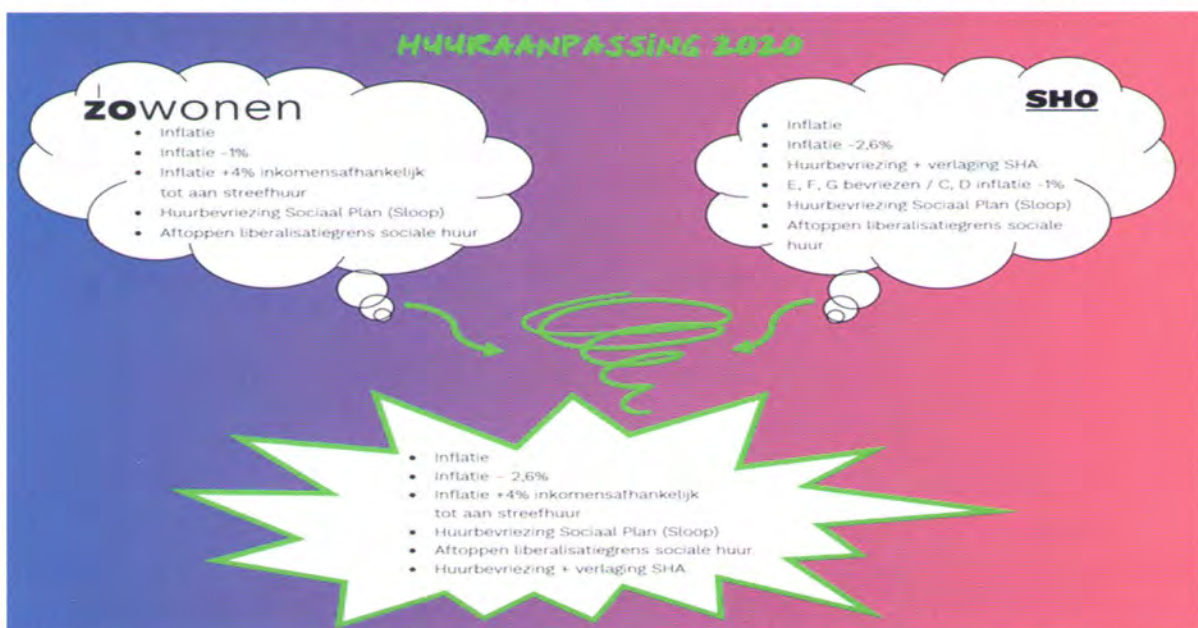 HUURAANPASSING 2020
zowonen
• Inflatie
• Inflatie -1%
• Inflatie +4% inkomensafhankelijk
tot aan streefhuur
• Huurbevriezing Sociaal Plan (Sloop)
• Aftoppen liberalisatiegrens sociale huur
SHO
• Inflatie
• Inflatie -2,6%
• Huurbevriezing + verlaging SHA
• E, F, G bevriezen / C, D inflatie -1%
• Huurbevriezing Sociaal Plan (Sloop)
• Aftoppen liberalisatiegrens sociale
huur
• Inflatie
• Inflatie – 2,6%
• Inflatie +4% inkomensafhankelijk
tot aan streefhuur
• Huurbevriezing Sociaal Plan (Sloop)
• Aftoppen liberalisatiegrens sociale huur
• Huurbevriezing + verlaging SHA